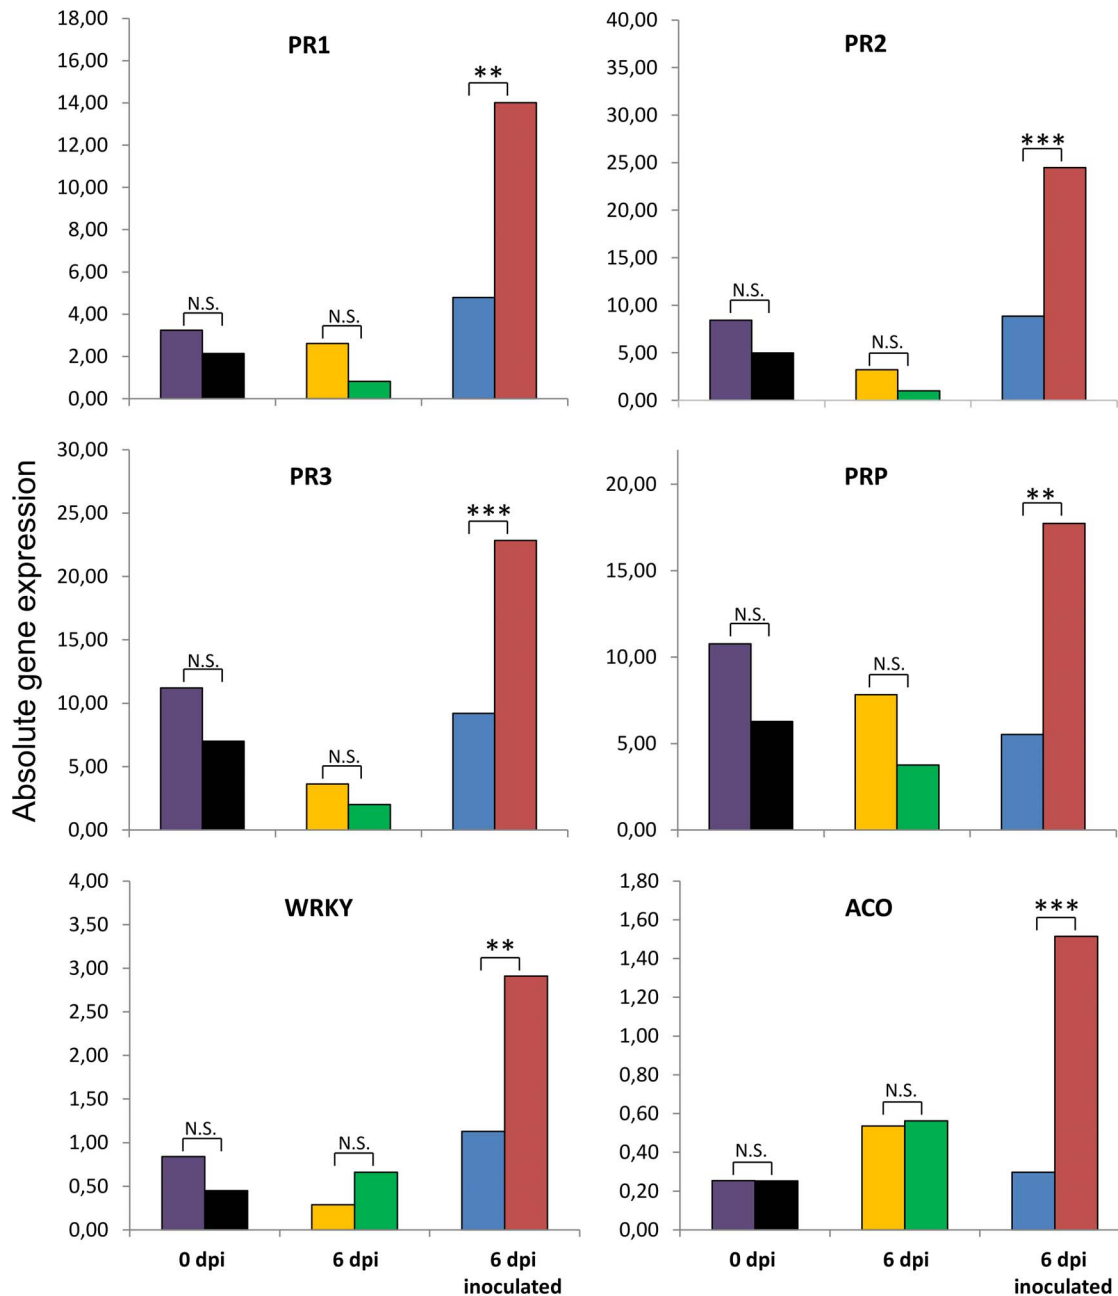 Absolute gene expression
PR1
18,00
16,00
14,00
12,00
10,00
8,00
6,00
4,00
2,00
0,00
N.S.
N.S.
**
PR2
40,00
35,00
30,00
25,00
20,00
15,00
10,00
5,00
0,00
N.S.
N.S.
***
PR3
30,00
25,00
20,00
15,00
10,00
5,00
0,00
N.S.
N.S.
***
PRP
20,00
15,00
10,00
5,00
0,00
N.S.
N.S.
**
WRKY
4,00
3,50
3,00
2,50
2,00
1,50
1,00
0,50
0,00
N.S.
N.S.
**
0 dpi
6 dpi
6 dpi
inoculated
ACO
1,80
1,60
1,40
1,20
1,00
0,80
0,60
0,40
0,20
0,00
N.S.
N.S.
***
0 dpi
6 dpi
6 dpi
inoculated